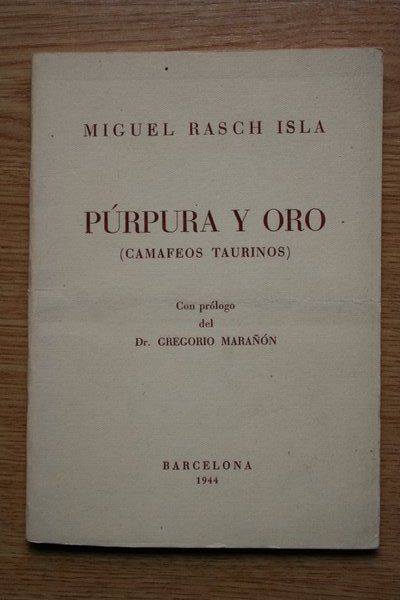 MIGUEL RASCH ISLA
PÚRPURA Y ORO
(CAMAFEOS TAURINOS)
Con prólogo
del
Dr. GREGORIO MARAÑÓN
BARCELONA
1944